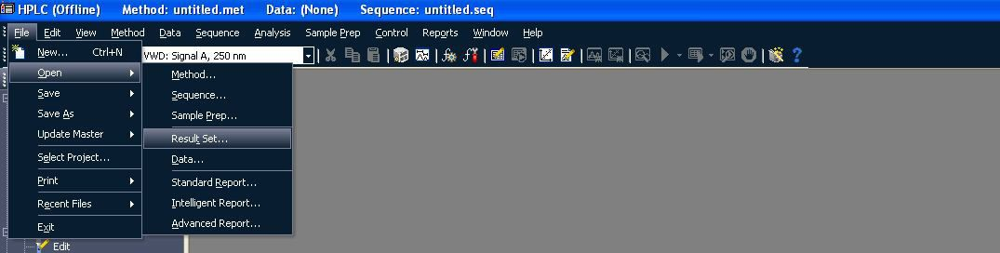 HPLC (Offline) Method: untitled.met Data: (None) Sequence: untitled.seq
File Edit View Method Data Sequence Analysis Sample Prep Control Reports Window Help
New... Ctrl+N
VWD: Signal A, 250 nm
Open
Method...
Save
Sequence...
Save As
Sample Prep...
Update Master
Result Set...
Select Project...
Data...
Print
Standard Report...
Recent Files
Intelligent Report...
Exit
Advanced Report...
Edit